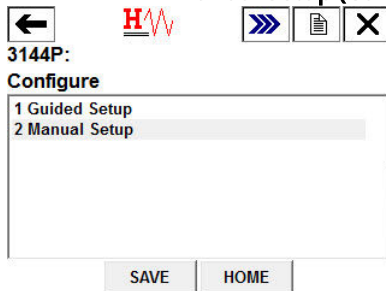 H
3144P:
Configure
1 Guided Setup
2 Manual Setup
SAVE HOME